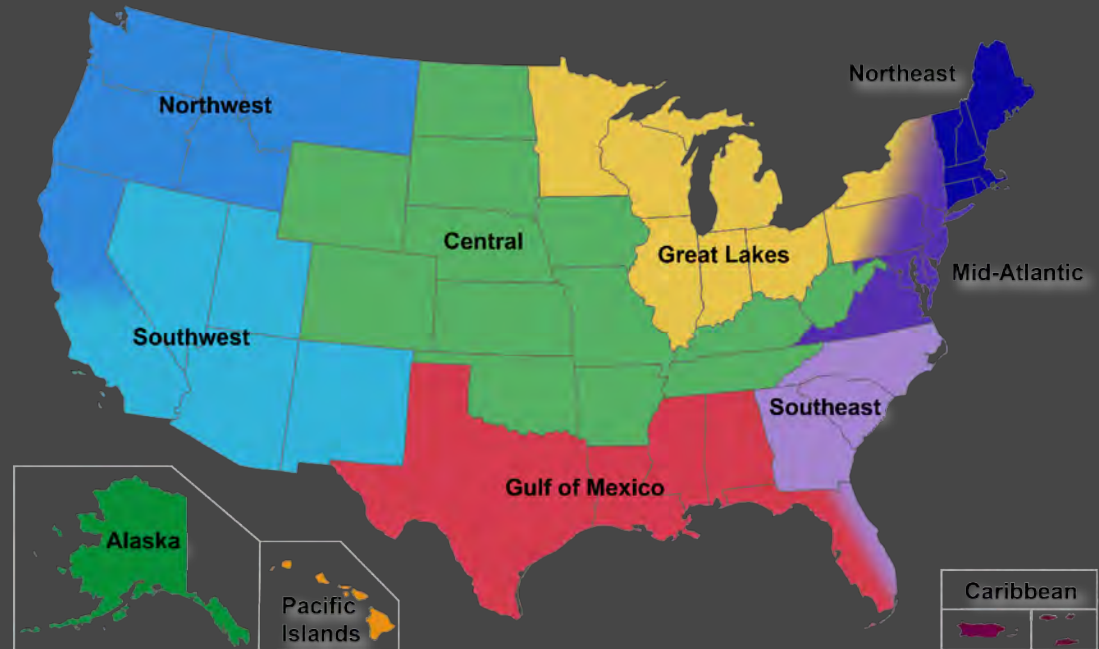 Northeast
Northwest
Central
Great Lakes
Mid-Atlantic
Southwest
Southeast
Gulf of Mexico
Alaska
Pacific
Islands
Caribbean